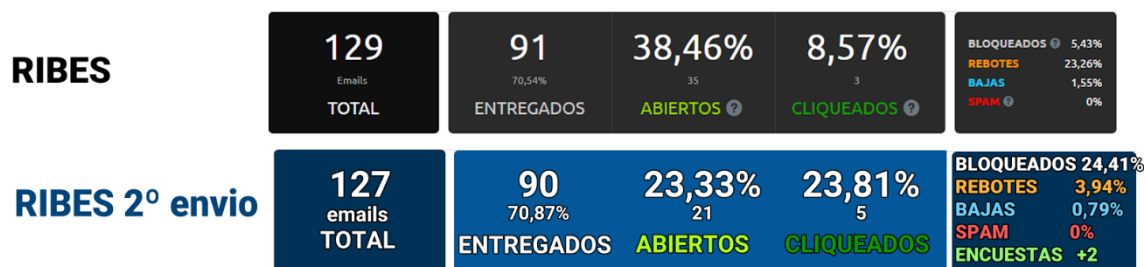 RIBES
129
Emails
TOTAL
91
70,54%
ENTREGADOS
38,46%
35
ABIERTOS ?
8,57%
3
CLIQUEADOS ?
BLOQUEADOS ? 5,43%
REBOTES 23,26%
BAJAS 1,55%
SPAM ? 0%
RIBES 2º envio
127
emails
TOTAL
90
70,87%
ENTREGADOS
23,33%
21
ABIERTOS
23,81%
5
CLIQUEADOS
BLOQUEADOS 24,41%
REBOTES 3,94%
BAJAS 0,79%
SPAM 0%
ENCUESTAS +2